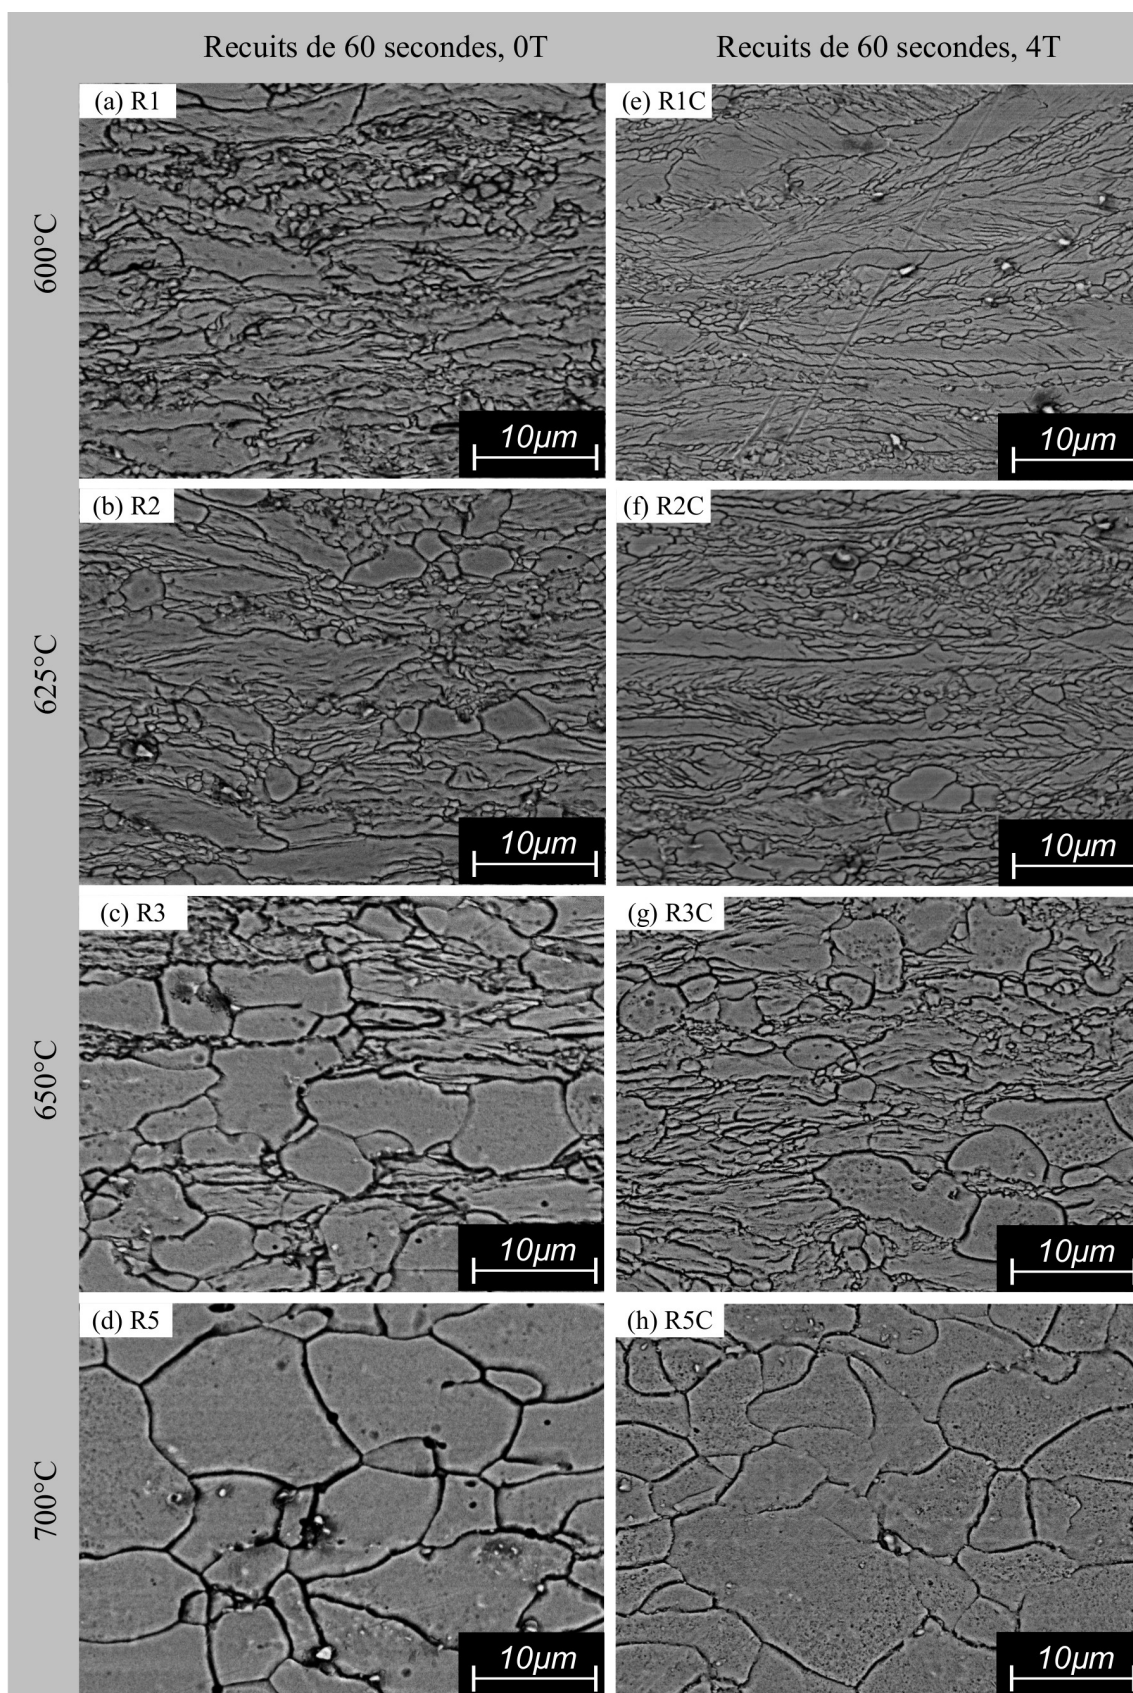 Recuits de 60 secondes, 0T
Recuits de 60 secondes, 4T
600°C
(a) R1
10µm
(e) R1C
10µm
625°C
(b) R2
10µm
(f) R2C
10µm
650°C
(c) R3
10µm
(g) R3C
10µm
700°C
(d) R5
10µm
(h) R5C
10µm